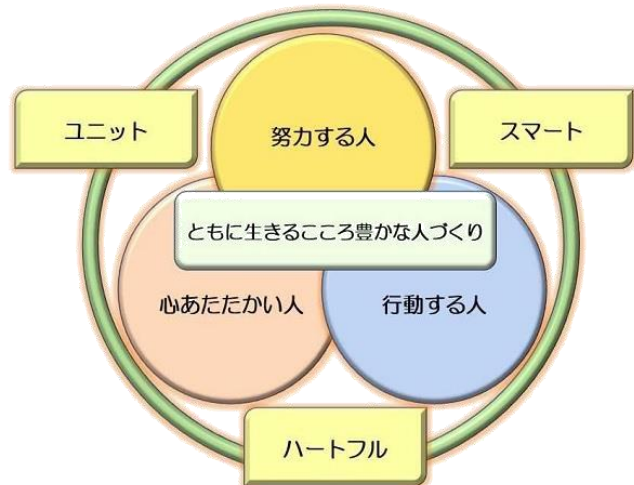 努力する人
ユニット
スマート
ともに生きるこころ豊かな人づくり
心あたたかい人
行動する人
ハートフル